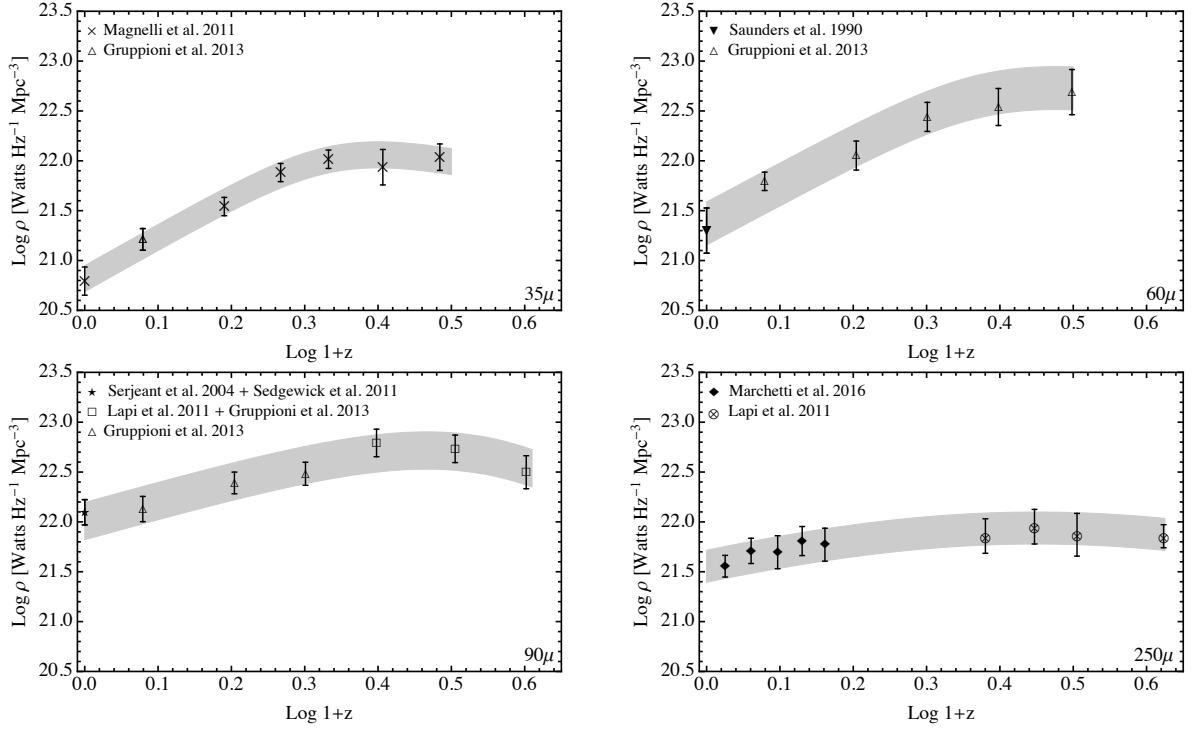 23.5
23.0
22.5
22.0
21.5
21.0
20.5
Log ρ [Watts Hz⁻¹ Mpc⁻³]
× Magnelli et al. 2011
△ Gruppioni et al. 2013
35μ
0.0 0.1 0.2 0.3 0.4 0.5 0.6
Log 1+z
23.5
23.0
22.5
22.0
21.5
21.0
20.5
Log ρ [Watts Hz⁻¹ Mpc⁻³]
▼ Saunders et al. 1990
△ Gruppioni et al. 2013
60μ
0.0 0.1 0.2 0.3 0.4 0.5 0.6
Log 1+z
23.5
23.0
22.5
22.0
21.5
21.0
20.5
Log ρ [Watts Hz⁻¹ Mpc⁻³]
★ Serjeant et al. 2004 + Sedgewick et al. 2011
□ Lapi et al. 2011 + Gruppioni et al. 2013
△ Gruppioni et al. 2013
90μ
0.0 0.1 0.2 0.3 0.4 0.5 0.6
Log 1+z
23.5
23.0
22.5
22.0
21.5
21.0
20.5
Log ρ [Watts Hz⁻¹ Mpc⁻³]
◆ Marchetti et al. 2016
⊗ Lapi et al. 2011
250μ
0.0 0.1 0.2 0.3 0.4 0.5 0.6
Log 1+z